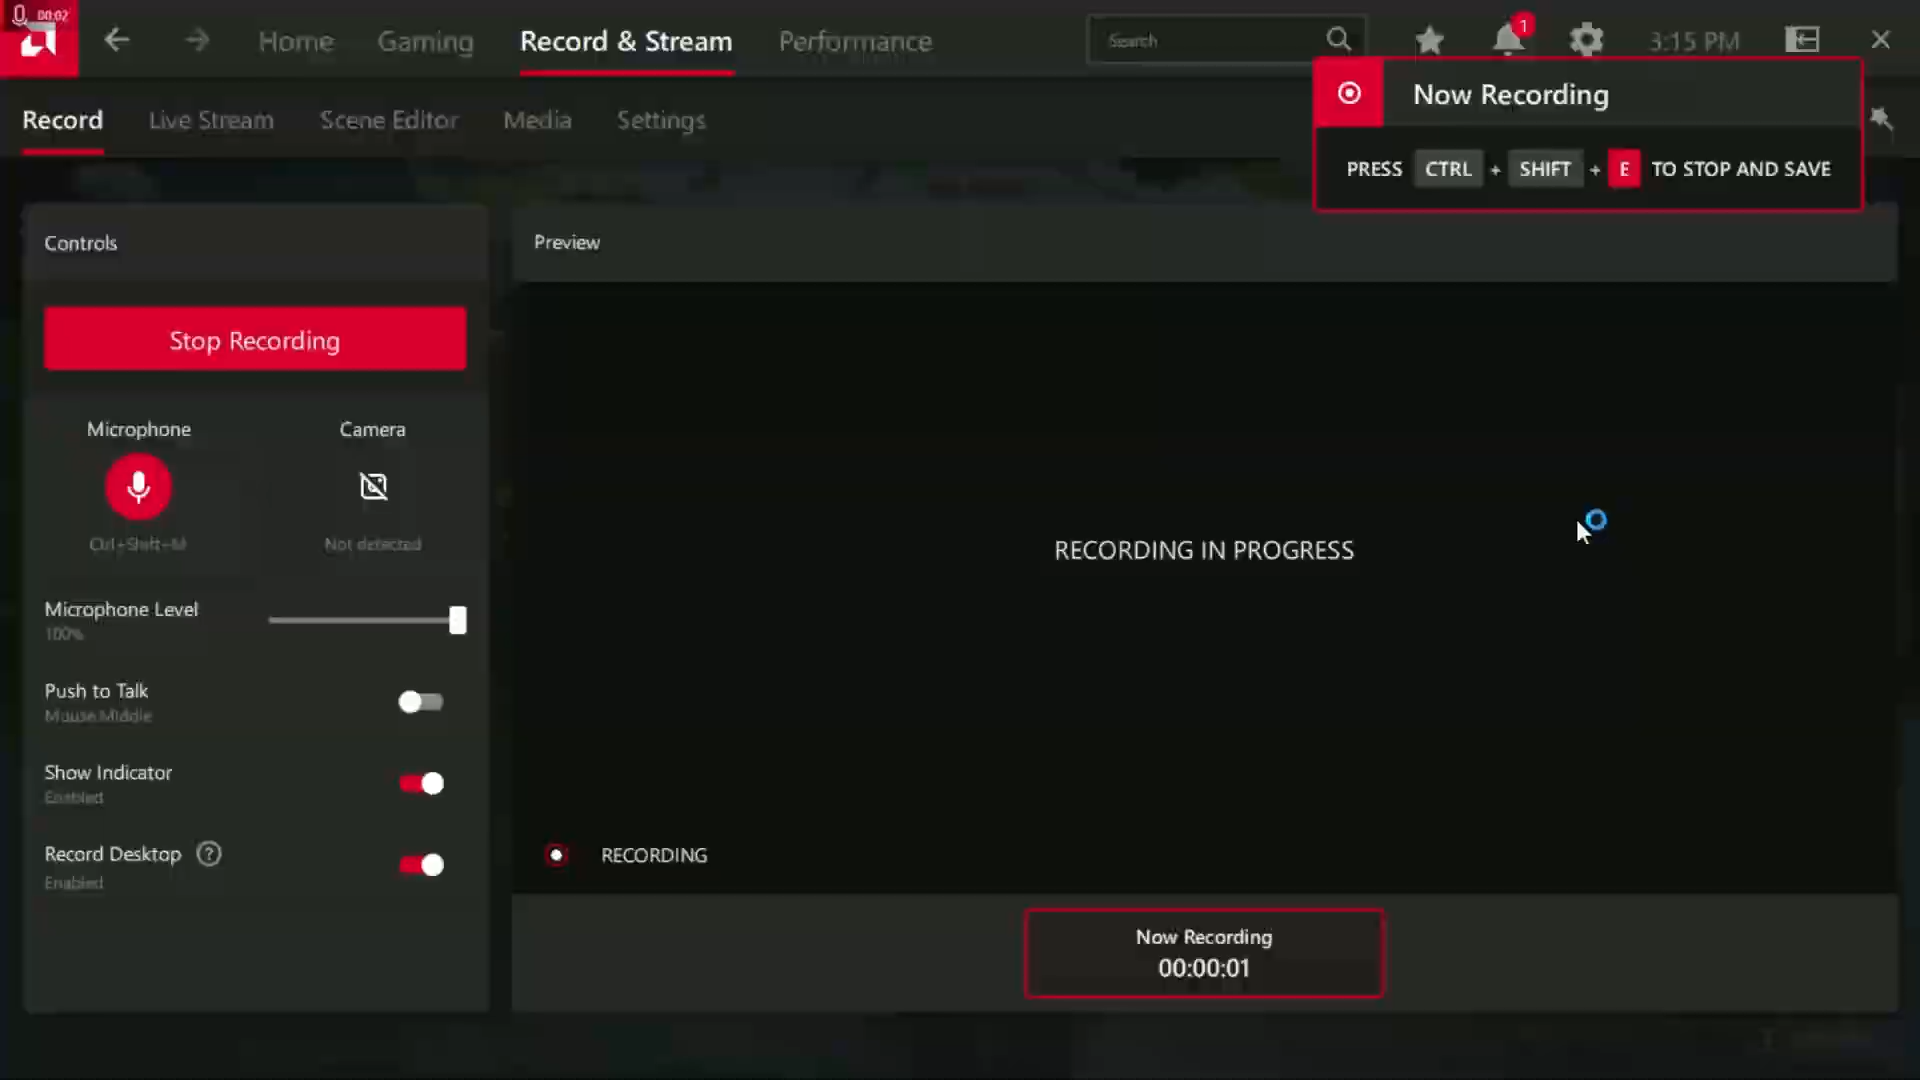 00:02
Home Gaming Record & Stream Performance Search 1 3:15 PM
Now Recording
Record Live Stream Scene Editor Media Settings
PRESS CTRL + SHIFT + E TO STOP AND SAVE
Controls
Preview
Stop Recording
Microphone Camera
Ctrl+Shift+M Not detected
RECORDING IN PROGRESS
Microphone Level
100%
Push to Talk
Mouse Middle
Show Indicator
Enabled
Record Desktop ?
Enabled
RECORDING
Now Recording
00:00:01